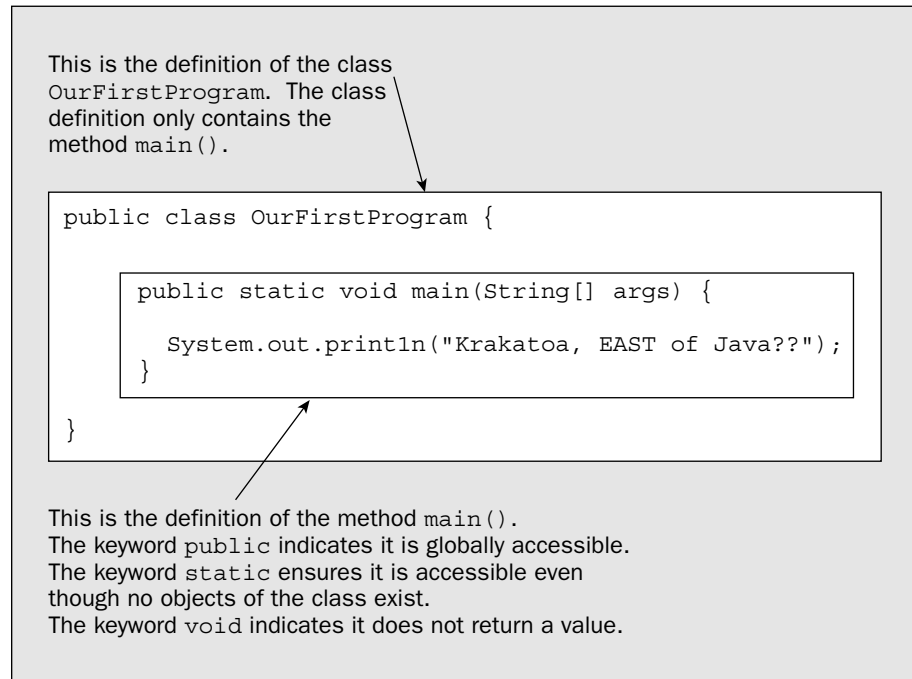 This is the definition of the class
OurFirstProgram. The class
definition only contains the
method main().
public class OurFirstProgram {
public static void main(String[] args) {
System.out.print1n("Krakatoa, EAST of Java??");
}
}
This is the definition of the method main().
The keyword public indicates it is globally accessible.
The keyword static ensures it is accessible even
though no objects of the class exist.
The keyword void indicates it does not return a value.